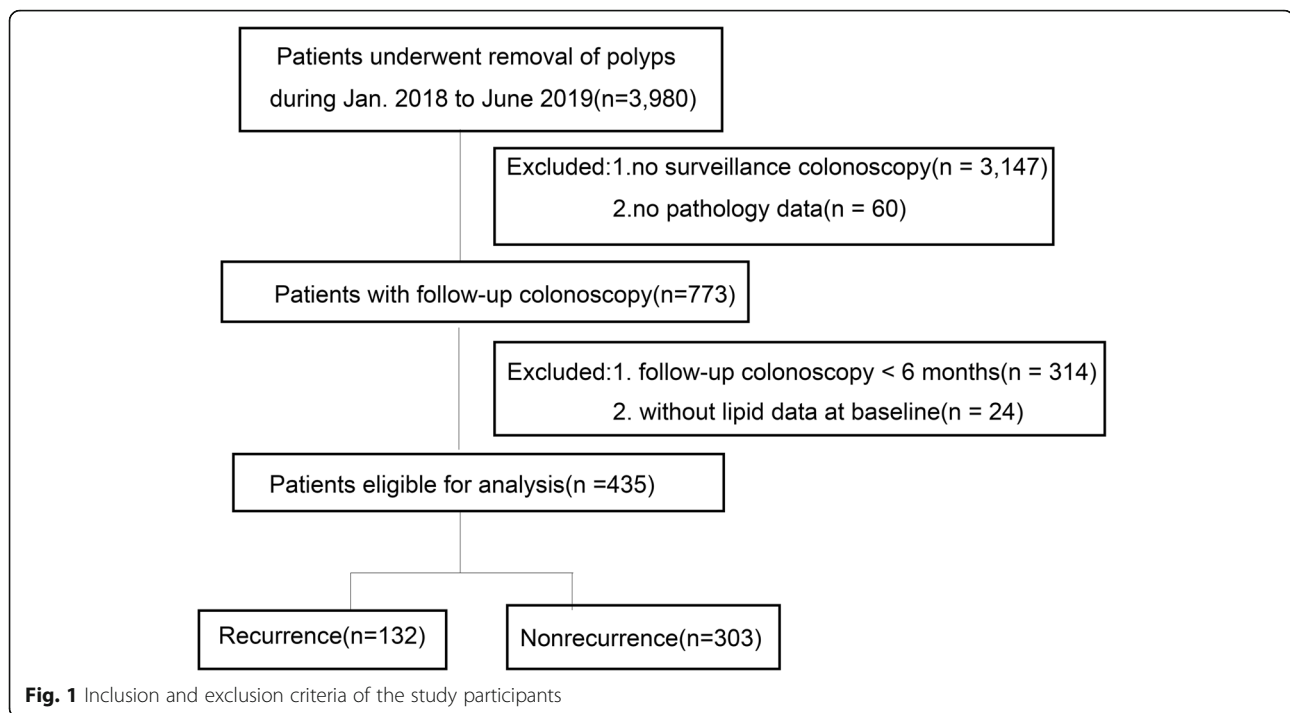 Patients underwent removal of polyps
during Jan. 2018 to June 2019(n=3,980)
Excluded:1.no surveillance colonoscopy(n = 3,147)
2.no pathology data(n = 60)
Patients with follow-up colonoscopy(n=773)
Excluded:1. follow-up colonoscopy < 6 months(n = 314)
2. without lipid data at baseline(n = 24)
Patients eligible for analysis(n =435)
Recurrence(n=132)
Nonrecurrence(n=303)
Fig. 1 Inclusion and exclusion criteria of the study participants